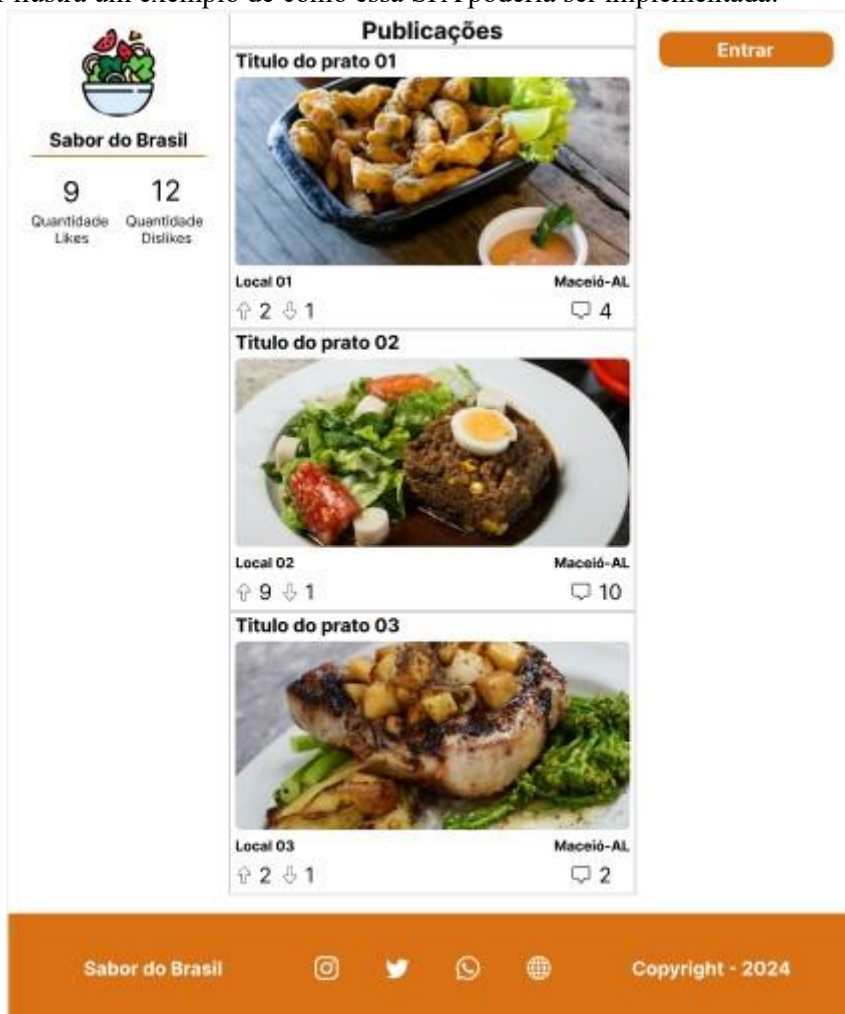 Publicações
Entrar
Sabor do Brasil
9 12
Quantidade Likes
Quantidade Dislikes
Titulo do prato 01
Local 01 Maceió-AL
2 1 4
Titulo do prato 02
Local 02 Maceió-AL
9 1 10
Titulo do prato 03
Local 03 Maceió-AL
2 1 2
Sabor do Brasil Copyright - 2024